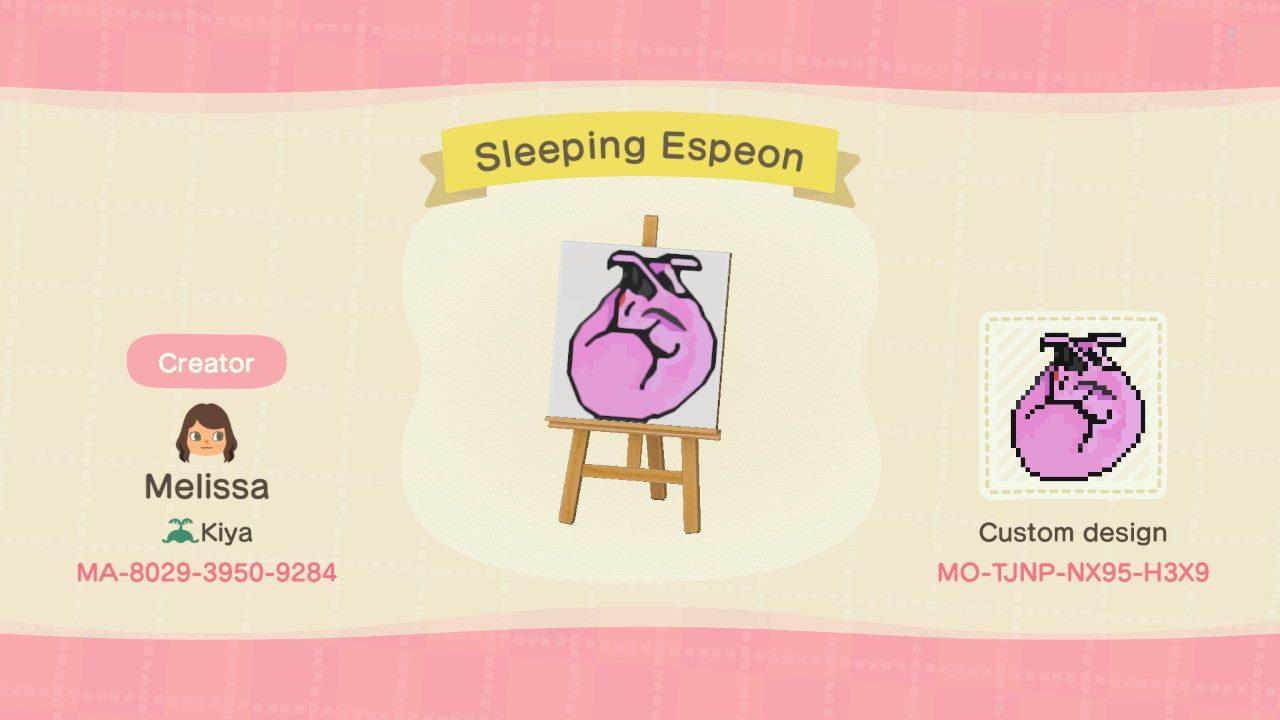 Sleeping Espeon
Creator
Melissa
Kiya
MA-8029-3950-9284
Custom design
MO-TJNP-NX95-H3X9